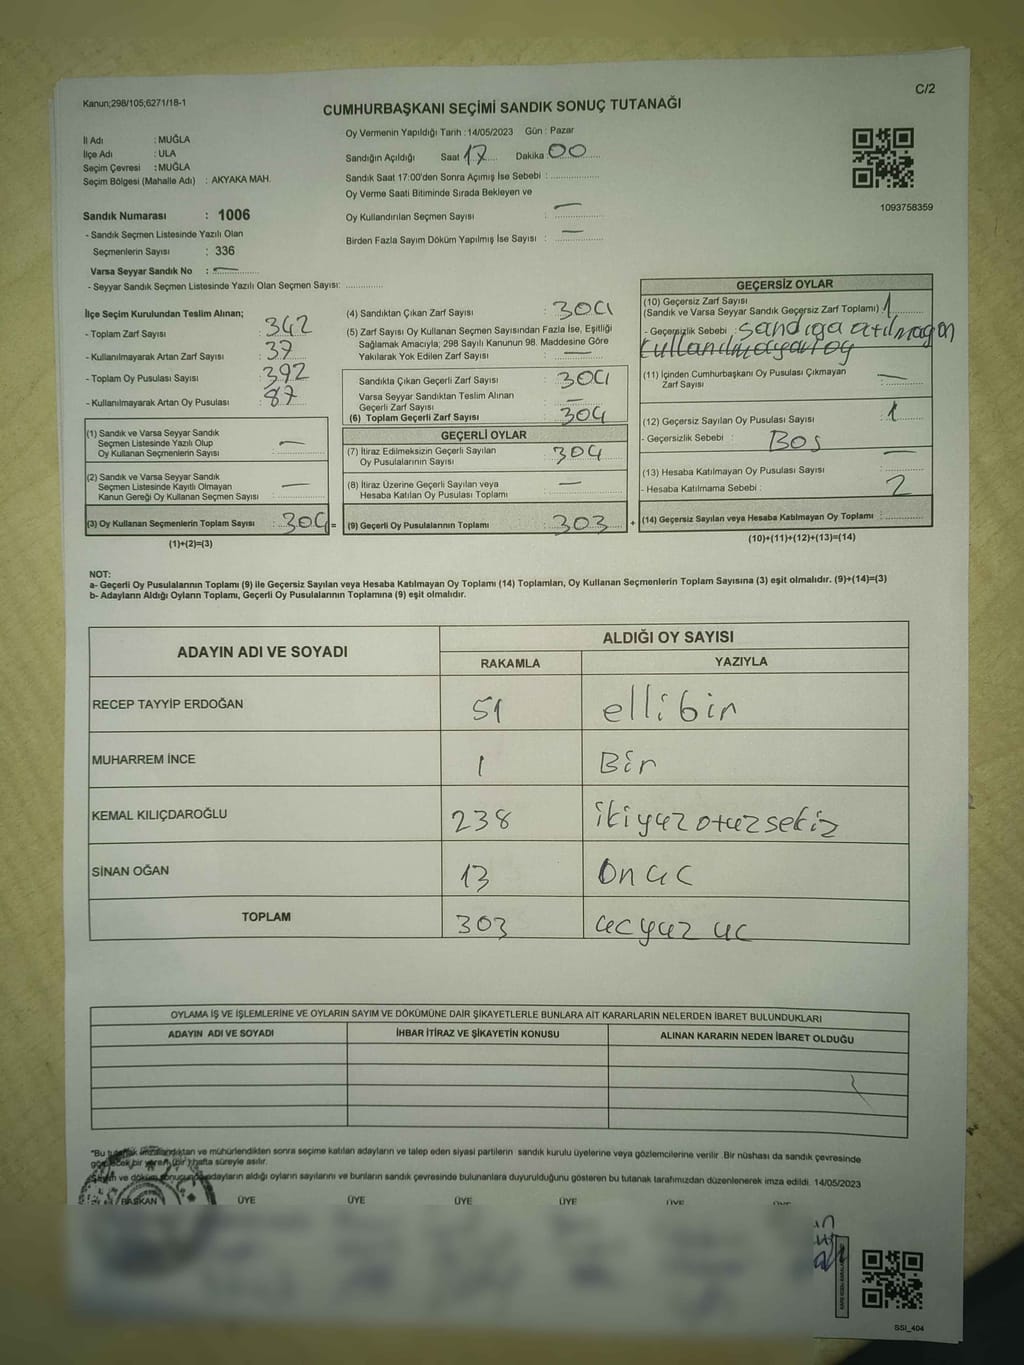 Kanun;298/105;6271/18-1
C/2
CUMHURBAŞKANI SEÇİMİ SANDIK SONUÇ TUTANAĞI
İl Adı : MUĞLA
İlçe Adı : ULA
Seçim Çevresi : MUĞLA
Seçim Bölgesi (Mahalle Adı) : AKYAKA MAH.
Oy Vermenin Yapıldığı Tarih : 14/05/2023 Gün : Pazar
Sandığın Açıldığı Saat 17 Dakika : 00
Sandık Saat 17:00'den Sonra Açımış İse Sebebi :
Oy Verme Saati Bitiminde Sırada Bekleyen ve
Oy Kullandırılan Seçmen Sayısı : —
Birden Fazla Sayım Döküm Yapılmış İse Sayısı : —
1093758359
Sandık Numarası : 1006
- Sandık Seçmen Listesinde Yazılı Olan
Seçmenlerin Sayısı : 336
Varsa Seyyar Sandık No : —
- Seyyar Sandık Seçmen Listesinde Yazılı Olan Seçmen Sayısı:
İlçe Seçim Kurulundan Teslim Alınan;
- Toplam Zarf Sayısı : 342
- Kullanılmayarak Artan Zarf Sayısı : 37
- Toplam Oy Pusulası Sayısı : 392
- Kullanılmayarak Artan Oy Pusulası : 87
(1) Sandık ve Varsa Seyyar Sandık
Seçmen Listesinde Yazılı Olup
Oy Kullanan Seçmenlerin Sayısı : —
(2) Sandık ve Varsa Seyyar Sandık
Seçmen Listesinde Kayıtlı Olmayan
Kanun Gereği Oy Kullanan Seçmen Sayısı : —
(3) Oy Kullanan Seçmenlerin Toplam Sayısı : 304 =
(1)+(2)=(3)
(4) Sandıktan Çıkan Zarf Sayısı : 304
(5) Zarf Sayısı Oy Kullanan Seçmen Sayısından Fazla İse, Eşitliği
Sağlamak Amacıyla; 298 Sayılı Kanunun 98. Maddesine Göre
Yakılarak Yok Edilen Zarf Sayısı : —
Sandıkta Çıkan Geçerli Zarf Sayısı : 304
Varsa Seyyar Sandıktan Teslim Alınan
Geçerli Zarf Sayısı : —
(6) Toplam Geçerli Zarf Sayısı : 304
GEÇERLİ OYLAR
(7) İtiraz Edilmeksizin Geçerli Sayılan
Oy Pusulalarının Sayısı : 304
(8) İtiraz Üzerine Geçerli Sayılan veya
Hesaba Katılan Oy Pusulası Toplamı : —
(9) Geçerli Oy Pusulalarının Toplamı : 303 +
GEÇERSİZ OYLAR
(10) Geçersiz Zarf Sayısı
(Sandık ve Varsa Seyyar Sandık Geçersiz Zarf Toplamı) : 1
- Geçersizlik Sebebi : sandığa atılmayan
kullanılmayan oy
(11) İçinden Cumhurbaşkanı Oy Pusulası Çıkmayan
Zarf Sayısı : —
(12) Geçersiz Sayılan Oy Pusulası Sayısı : 1
- Geçersizlik Sebebi : Boş
(13) Hesaba Katılmayan Oy Pusulası Sayısı : —
- Hesaba Katılmama Sebebi : 2
(14) Geçersiz Sayılan veya Hesaba Katılmayan Oy Toplamı :
(10)+(11)+(12)+(13)=(14)
NOT:
a- Geçerli Oy Pusulalarının Toplamı (9) ile Geçersiz Sayılan veya Hesaba Katılmayan Oy Toplamı (14) Toplamları, Oy Kullanan Seçmenlerin Toplam Sayısına (3) eşit olmalıdır. (9)+(14)=(3)
b- Adayların Aldığı Oyların Toplamı, Geçerli Oy Pusulalarının Toplamına (9) eşit olmalıdır.
ADAYIN ADI VE SOYADI ALDIĞI OY SAYISI
RAKAMLA YAZIYLA
RECEP TAYYİP ERDOĞAN 51 ellibir
MUHARREM İNCE 1 Bir
KEMAL KILIÇDAROĞLU 238 ikiyuz otuzsekiz
SİNAN OĞAN 13 On uc
TOPLAM 303 ucyuz uc
OYLAMA İŞ VE İŞLEMLERİNE VE OYLARIN SAYIM VE DÖKÜMÜNE DAİR ŞİKAYETLERLE BUNLARA AİT KARARLARIN NELERDEN İBARET BULUNDUKLARI
ADAYIN ADI VE SOYADI İHBAR İTİRAZ VE ŞİKAYETİN KONUSU ALINAN KARARIN NEDEN İBARET OLDUĞU
"Bu tutanak imzalandıktan ve mühürlendikten sonra seçime katılan adayların ve talep eden siyasi partilerin sandık kurulu üyelerine veya gözlemcilerine verilir. Bir nüshası da sandık çevresinde
görülecek bir yere (bir) hafta süreyle asılır.
Sayım ve döküm sonucunda adayların aldığı oyların sayılarını ve bunların sandık çevresinde bulunanlara duyurulduğunu gösteren bu tutanak tarafımızdan düzenlenerek imza edildi. 14/05/2023
BAŞKAN ÜYE ÜYE ÜYE ÜYE ÜYE
SSI_404